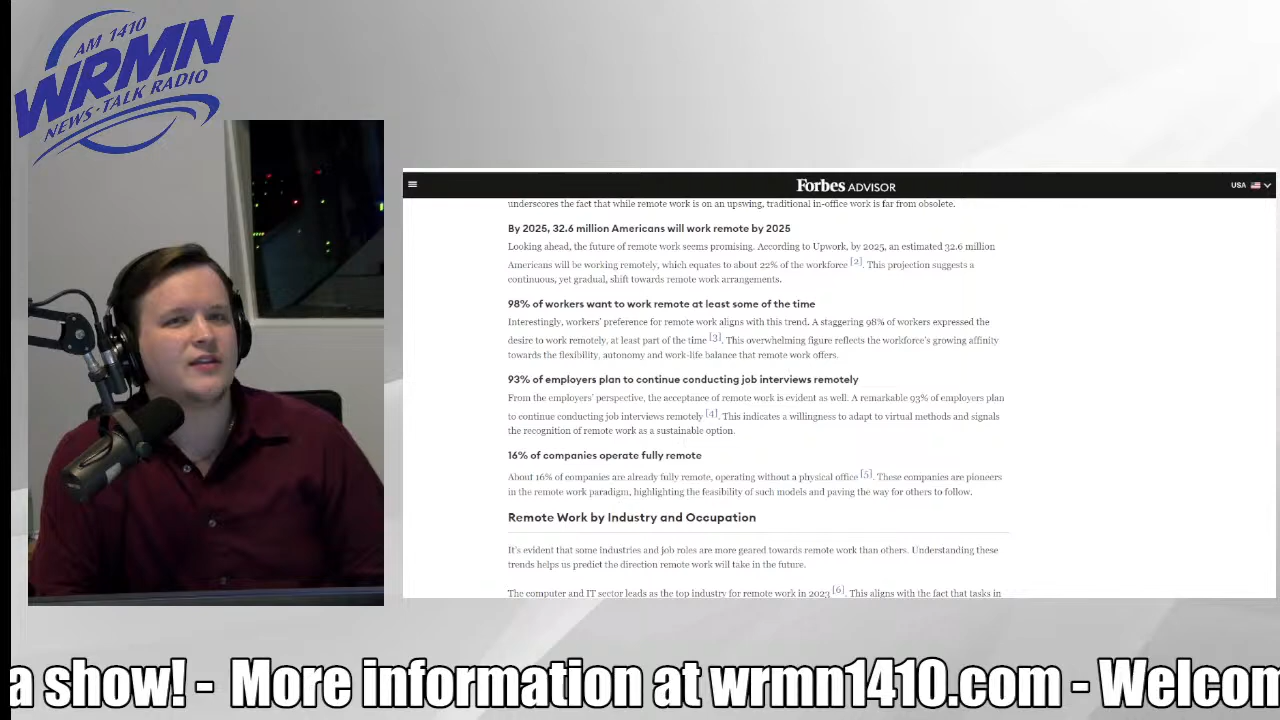 AM 1410
WRMN
NEWS·TALK RADIO
Forbes ADVISOR
USA
underscores the fact that while remote work is on an upswing, traditional in-office work is far from obsolete.
By 2025, 32.6 million Americans will work remote by 2025
Looking ahead, the future of remote work seems promising. According to Upwork, by 2025, an estimated 32.6 million
Americans will be working remotely, which equates to about 22% of the workforce [2]. This projection suggests a
continuous, yet gradual, shift towards remote work arrangements.
98% of workers want to work remote at least some of the time
Interestingly, workers' preference for remote work aligns with this trend. A staggering 98% of workers expressed the
desire to work remotely, at least part of the time [3]. This overwhelming figure reflects the workforce's growing affinity
towards the flexibility, autonomy and work-life balance that remote work offers.
93% of employers plan to continue conducting job interviews remotely
From the employers' perspective, the acceptance of remote work is evident as well. A remarkable 93% of employers plan
to continue conducting job interviews remotely [4]. This indicates a willingness to adapt to virtual methods and signals
the recognition of remote work as a sustainable option.
16% of companies operate fully remote
About 16% of companies are already fully remote, operating without a physical office [5]. These companies are pioneers
in the remote work paradigm, highlighting the feasibility of such models and paving the way for others to follow.
Remote Work by Industry and Occupation
It's evident that some industries and job roles are more geared towards remote work than others. Understanding these
trends helps us predict the direction remote work will take in the future.
The computer and IT sector leads as the top industry for remote work in 2023 [6]. This aligns with the fact that tasks in
a show! - More information at wrmn1410.com - Welcom